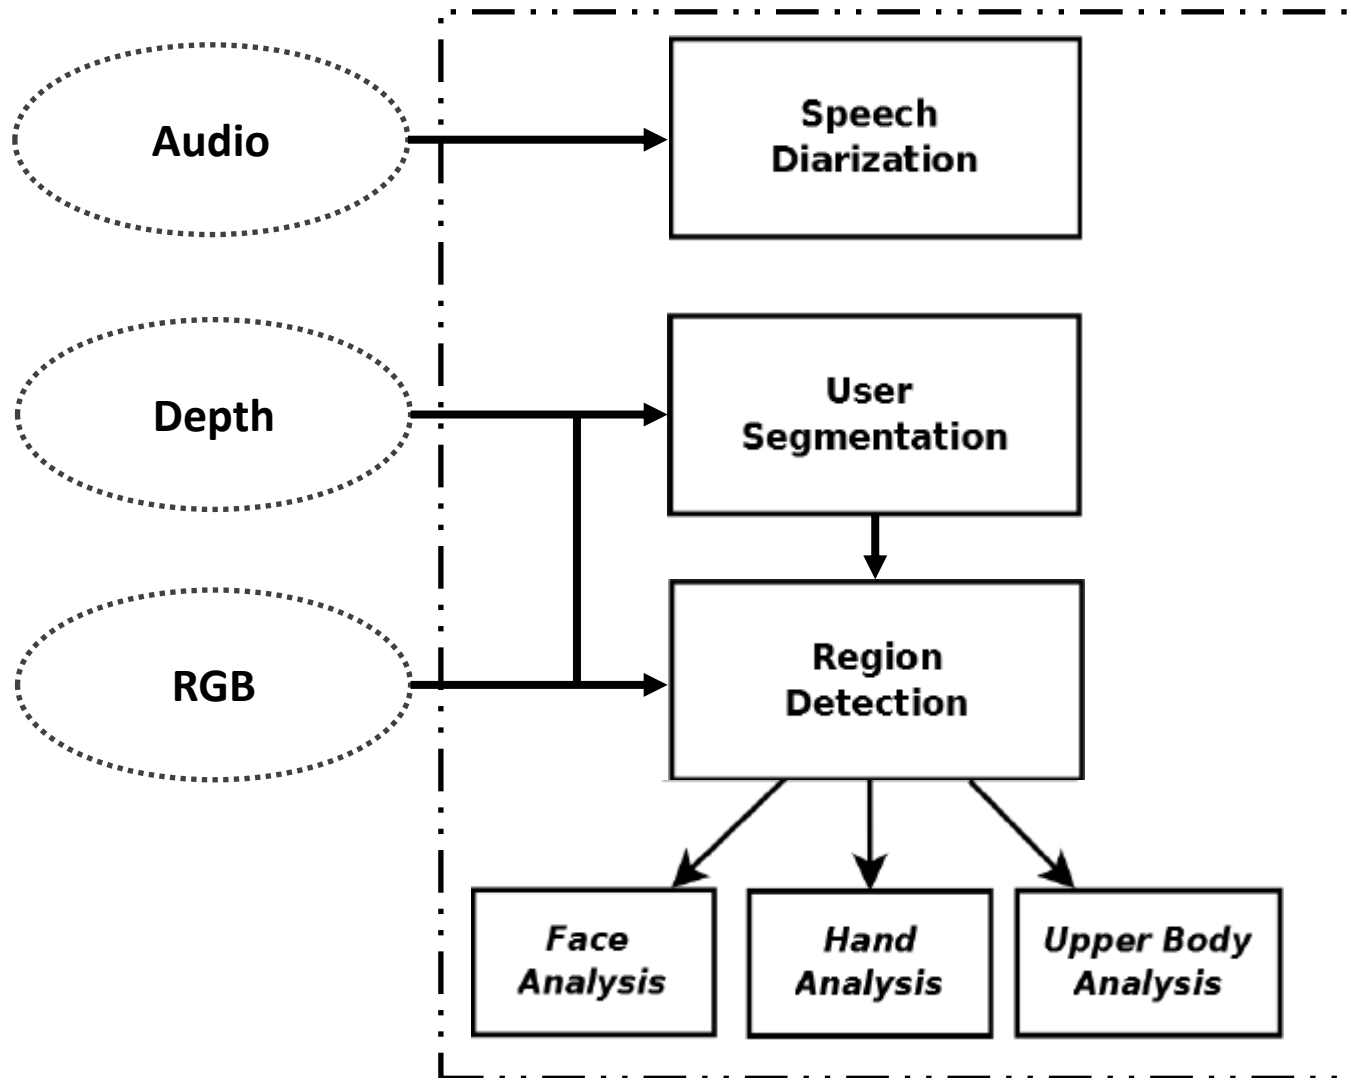 Audio
Speech
Diarization
Depth
User
Segmentation
RGB
Region
Detection
Face
Analysis
Hand
Analysis
Upper Body
Analysis